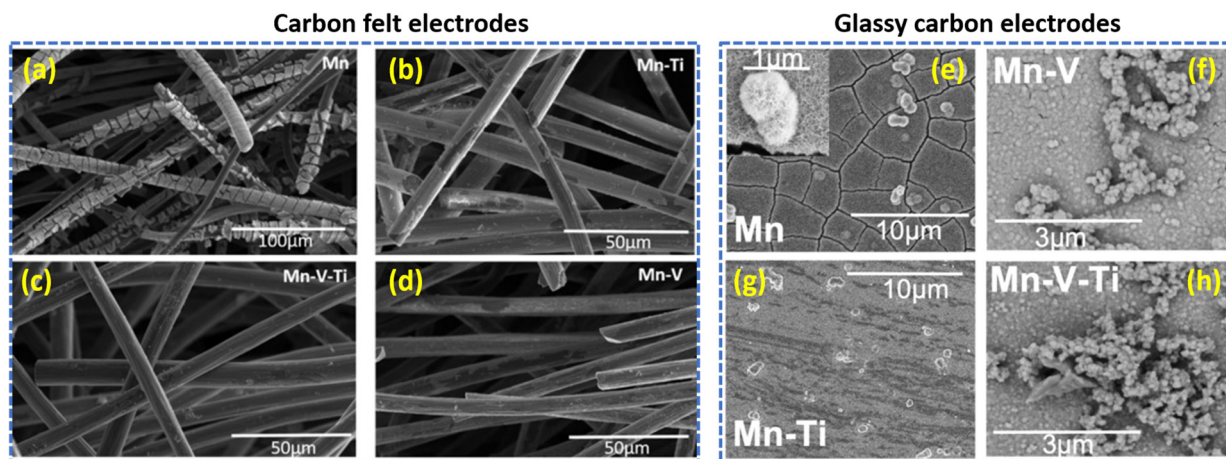 Carbon felt electrodes
Glassy carbon electrodes
(a)
Mn
100µm
(b)
Mn-Ti
50µm
1µm
(e)
Mn
10µm
Mn-V
(f)
3µm
(c)
Mn-V-Ti
50µm
(d)
Mn-V
50µm
(g)
10µm
Mn-Ti
Mn-V-Ti
(h)
3µm